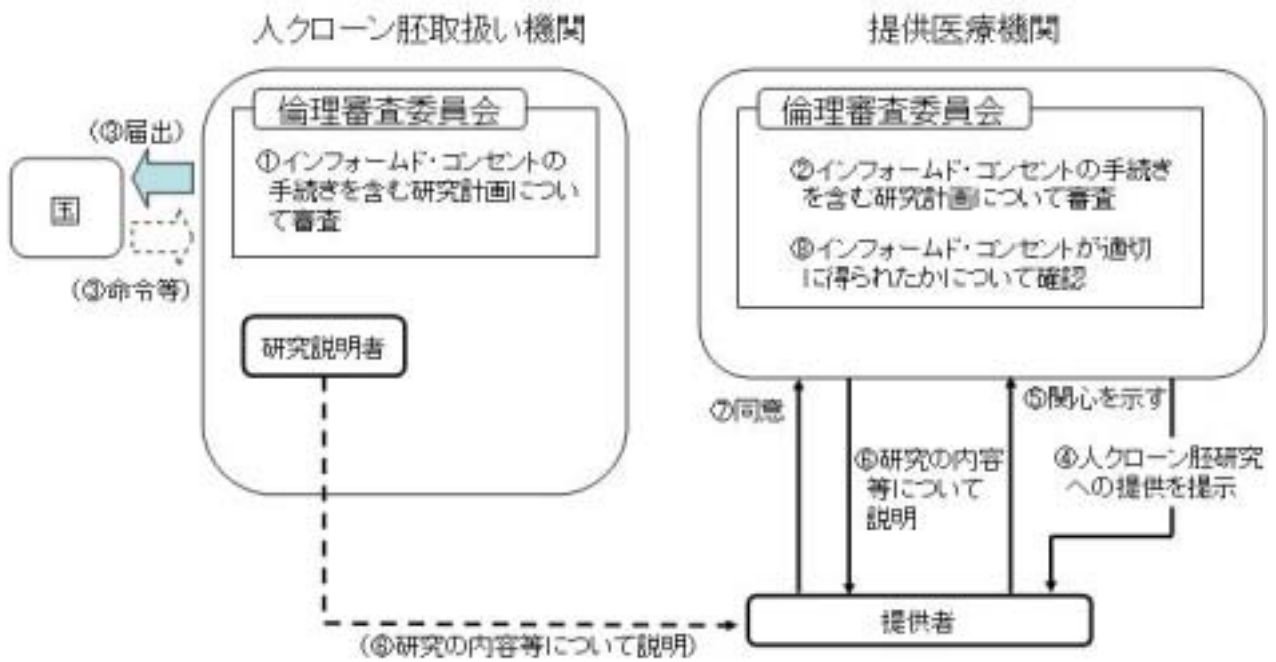 人クローン胚取扱い機関
提供医療機関
倫理審査委員会
①インフォームド・コンセントの
手続きを含む研究計画につい
て審査
(③届出)
国
(③命令等)
研究説明者
倫理審査委員会
②インフォームド・コンセントの手続き
を含む研究計画について審査
⑧インフォームド・コンセントが適切
に得られたかについて確認
⑦同意
⑥研究の内容
等について
説明
⑤関心を示す
④人クローン胚研究
への提供を提示
提供者
(⑥研究の内容等について説明)